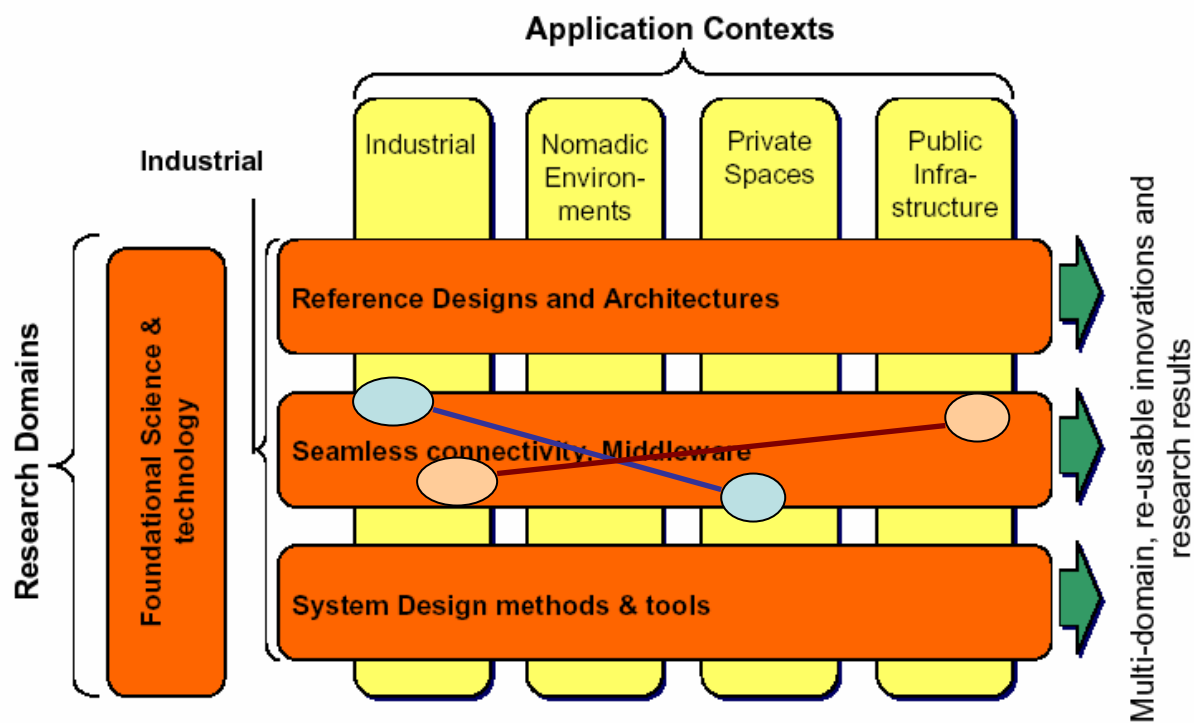 Application Contexts
Industrial
Industrial
Nomadic
Environ-
ments
Private
Spaces
Public
Infra-
structure
Research Domains
Foundational Science &
technology
Reference Designs and Architectures
Seamless connectivity, Middleware
System Design methods & tools
Multi-domain, re-usable innovations and
research results